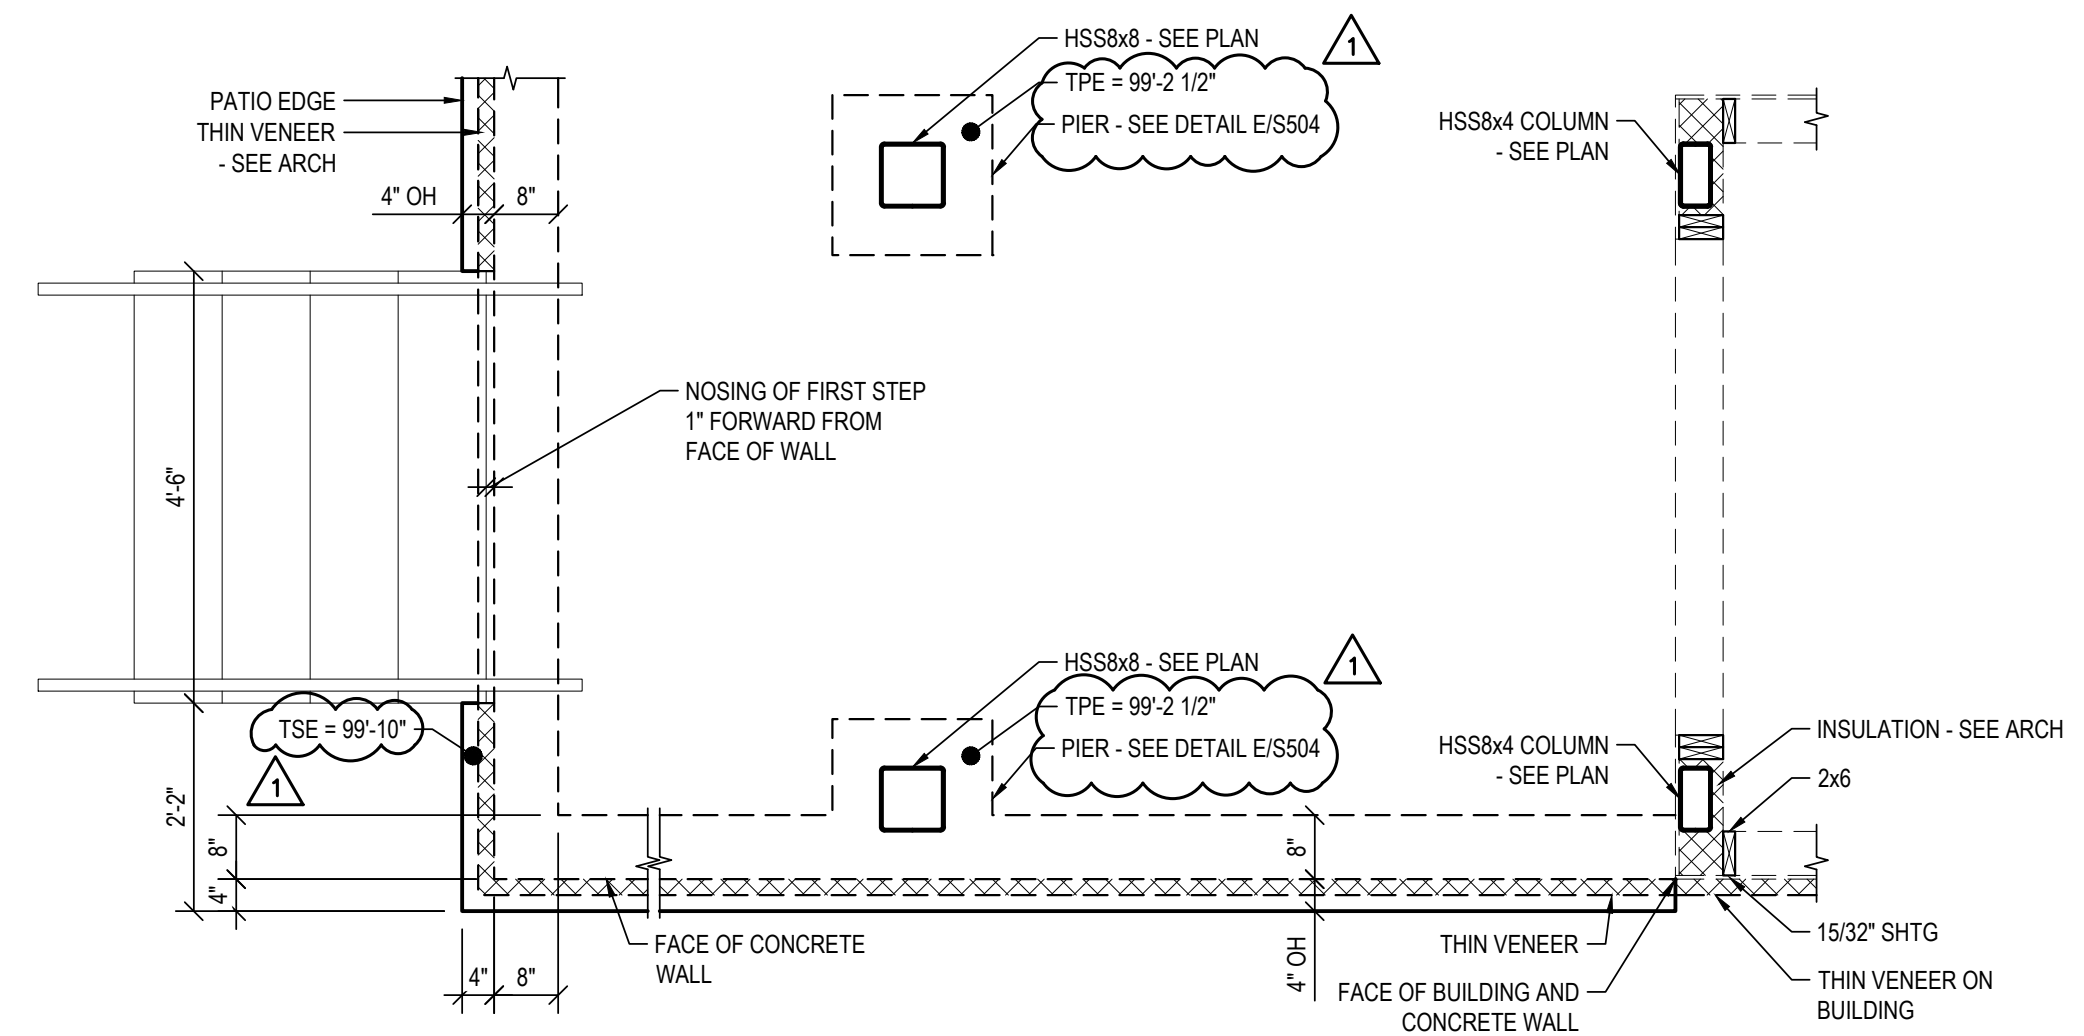 HSS8x8 - SEE PLAN
1
TPE = 99'-2 1/2"
PIER - SEE DETAIL E/S504
PATIO EDGE
THIN VENEER
- SEE ARCH
4" OH
8"
HSS8x4 COLUMN
- SEE PLAN
NOSING OF FIRST STEP
1" FORWARD FROM
FACE OF WALL
4'-6"
HSS8x8 - SEE PLAN
1
TPE = 99'-2 1/2"
PIER - SEE DETAIL E/S504
TSE = 99'-10"
1
2'-2"
8"
4"
HSS8x4 COLUMN
- SEE PLAN
INSULATION - SEE ARCH
2x6
8"
4" OH
FACE OF CONCRETE
WALL
4"
8"
THIN VENEER
FACE OF BUILDING AND
CONCRETE WALL
15/32" SHTG
THIN VENEER ON
BUILDING